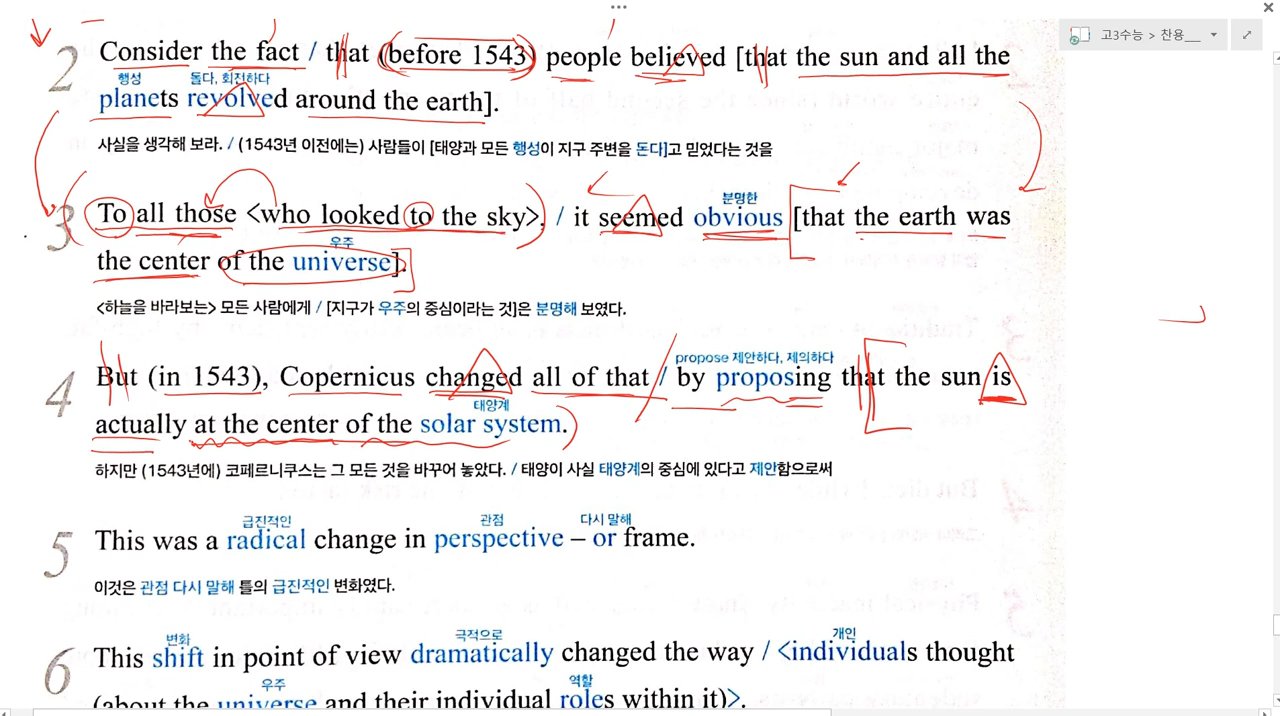 고3수능 > 찬용__
2 Consider the fact / that (before 1543) people believed [that the sun and all the
행성 돌다, 회전하다
planets revolved around the earth].
사실을 생각해 보라. / (1543년 이전에는) 사람들이 [태양과 모든 행성이 지구 주변을 돈다]고 믿었다는 것을
분명한
3 To all those <who looked to the sky>, / it seemed obvious [that the earth was
우주
the center of the universe].
<하늘을 바라보는> 모든 사람에게 / [지구가 우주의 중심이라는 것]은 분명해 보였다.
propose 제안하다, 제의하다
4 But (in 1543), Copernicus changed all of that / by proposing that the sun is
태양계
actually at the center of the solar system.
하지만 (1543년에) 코페르니쿠스는 그 모든 것을 바꾸어 놓았다. / 태양이 사실 태양계의 중심에 있다고 제안함으로써
급진적인 관점 다시 말해
5 This was a radical change in perspective – or frame.
이것은 관점 다시 말해 틀의 급진적인 변화였다.
변화 극적으로 개인
6 This shift in point of view dramatically changed the way / <individuals thought
우주 역할
(about the universe and their individual roles within it)>.